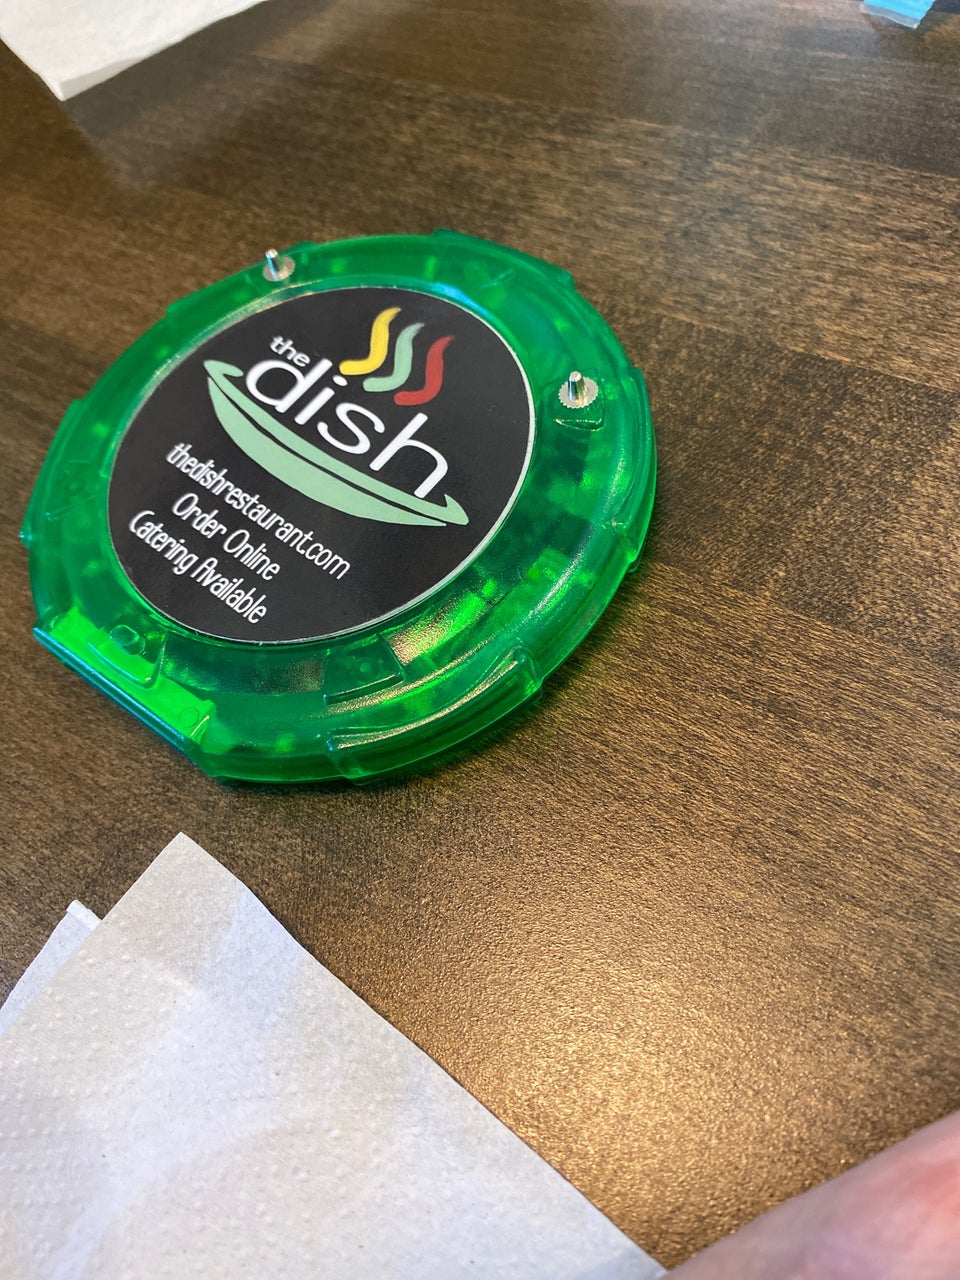 the
dish
thedishrestaurant.com
Order Online
Catering Available